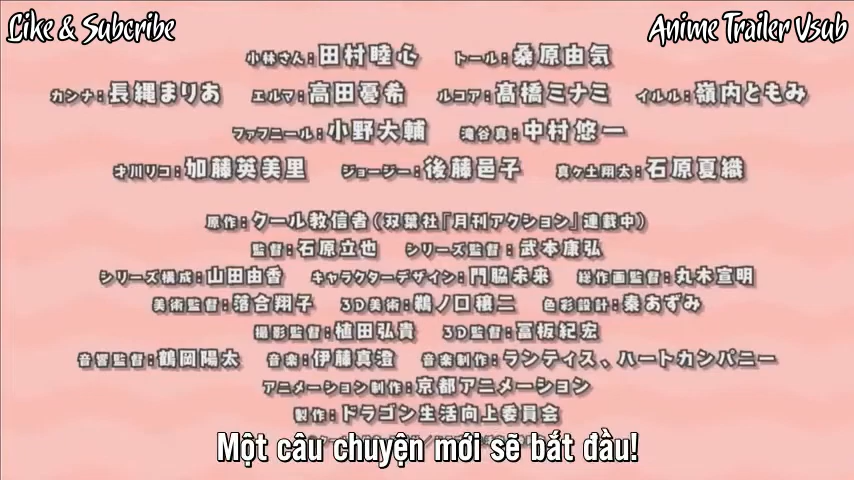 Like & Subcribe
Anime Trailer Vsub
小林さん：田村睦心 トール：桑原由気
カンナ：長縄まりあ エルマ：高田憂希 ルコア：髙橋ミナミ イルル：嶺内ともみ
ファフニール：小野大輔 滝谷真：中村悠一
才川リコ：加藤英美里 ジョージー：後藤邑子 真ヶ土翔太：石原夏織
原作：クール教信者（双葉社『月刊アクション』連載中）
監督：石原立也 シリーズ監督：武本康弘
シリーズ構成：山田由香 キャラクターデザイン：門脇未来 総作画監督：丸木宣明
美術監督：落合翔子 3D美術：鵜ノ口穣二 色彩設計：秦あずみ
撮影監督：植田弘貴 3D監督：冨板紀宏
音響監督：鶴岡陽太 音楽：伊藤真澄 音楽制作：ランティス、ハートカンパニー
アニメーション制作：京都アニメーション
製作：ドラゴン生活向上委員会
Một câu chuyện mới sẽ bắt đầu!